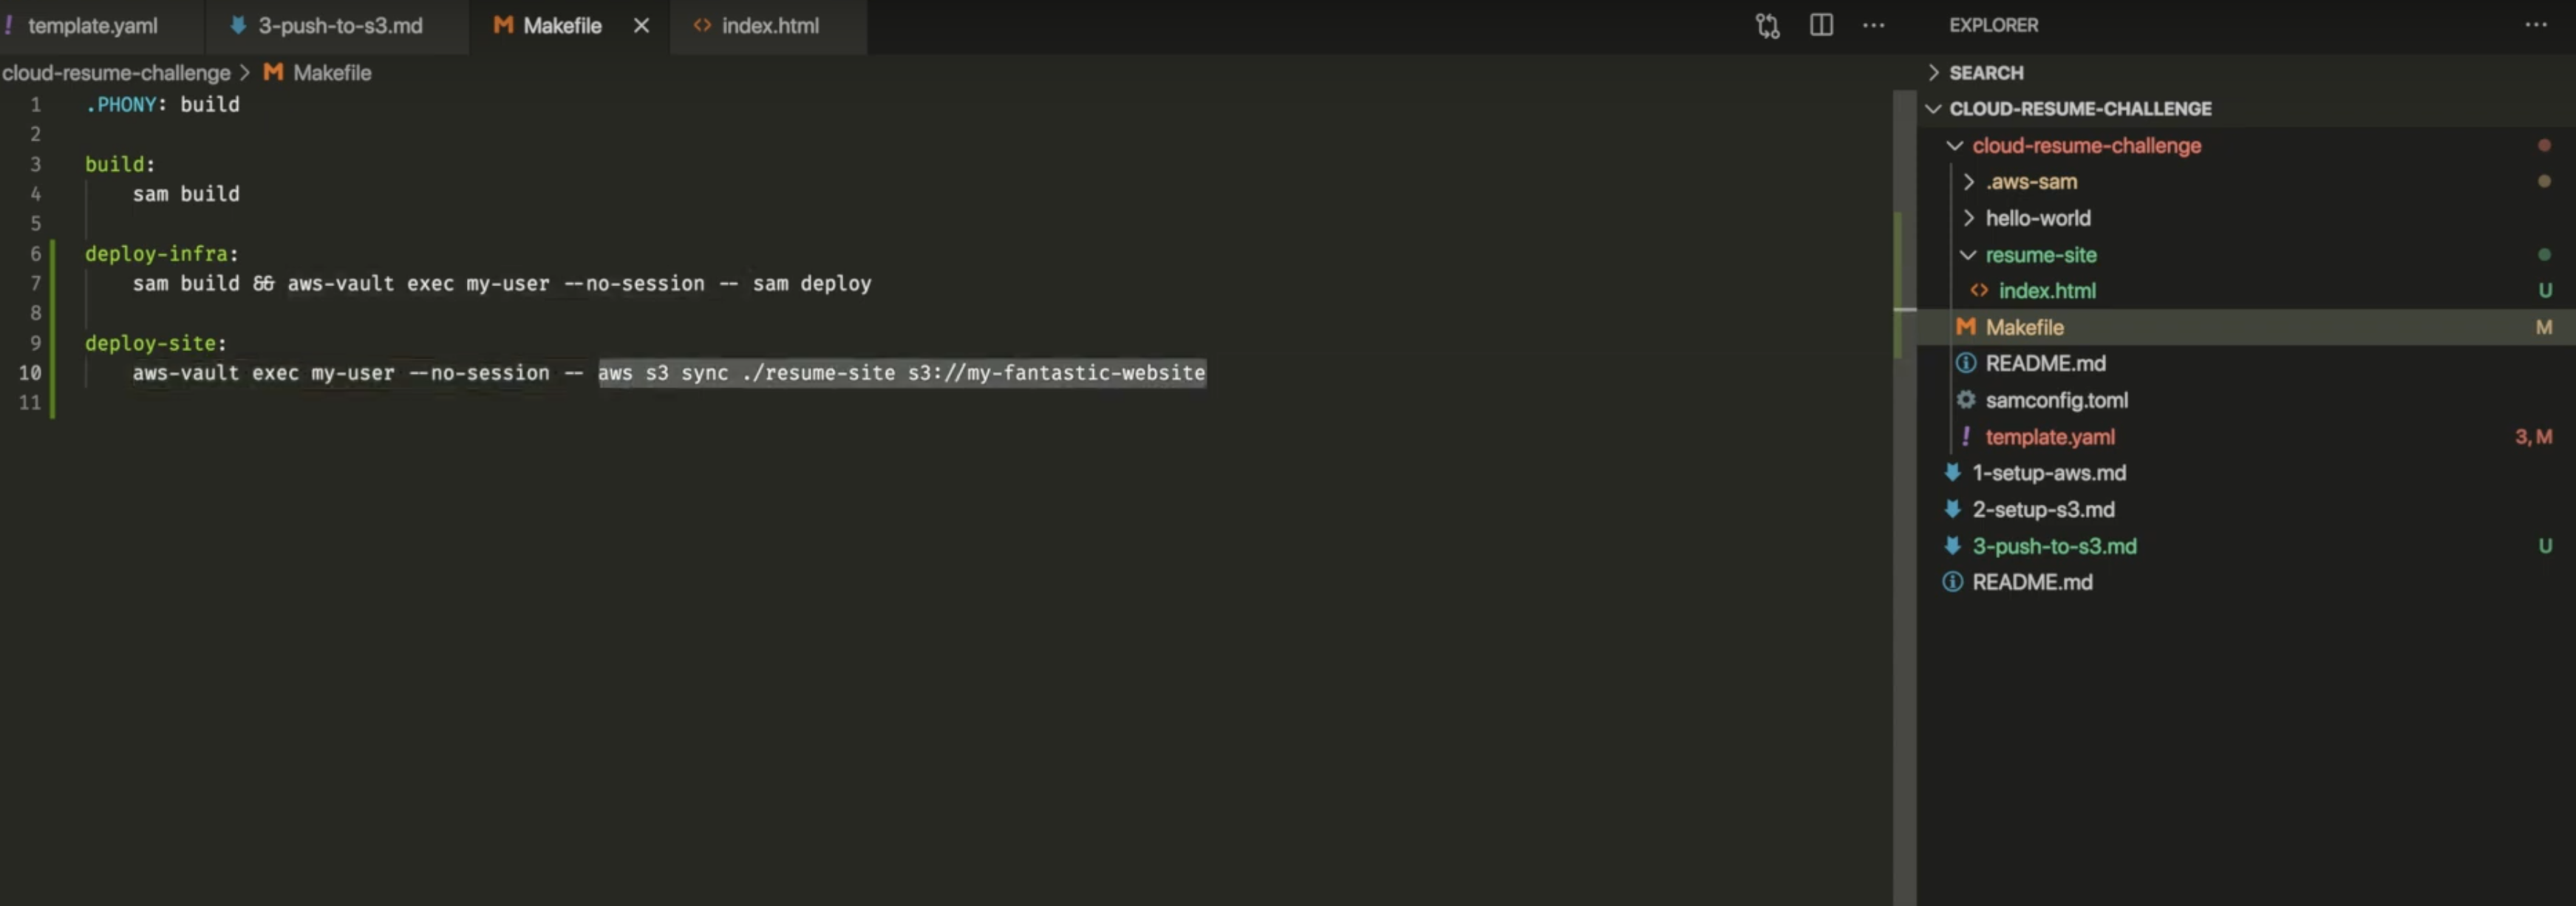 template.yaml 3-push-to-s3.md Makefile index.html
cloud-resume-challenge > Makefile
1 .PHONY: build
2
3 build:
4 sam build
5
6 deploy-infra:
7 sam build && aws-vault exec my-user --no-session -- sam deploy
8
9 deploy-site:
10 aws-vault exec my-user --no-session -- aws s3 sync ./resume-site s3://my-fantastic-website
11
EXPLORER
SEARCH
CLOUD-RESUME-CHALLENGE
cloud-resume-challenge
.aws-sam
hello-world
resume-site
index.html U
Makefile M
README.md
samconfig.toml
template.yaml 3, M
1-setup-aws.md
2-setup-s3.md
3-push-to-s3.md U
README.md